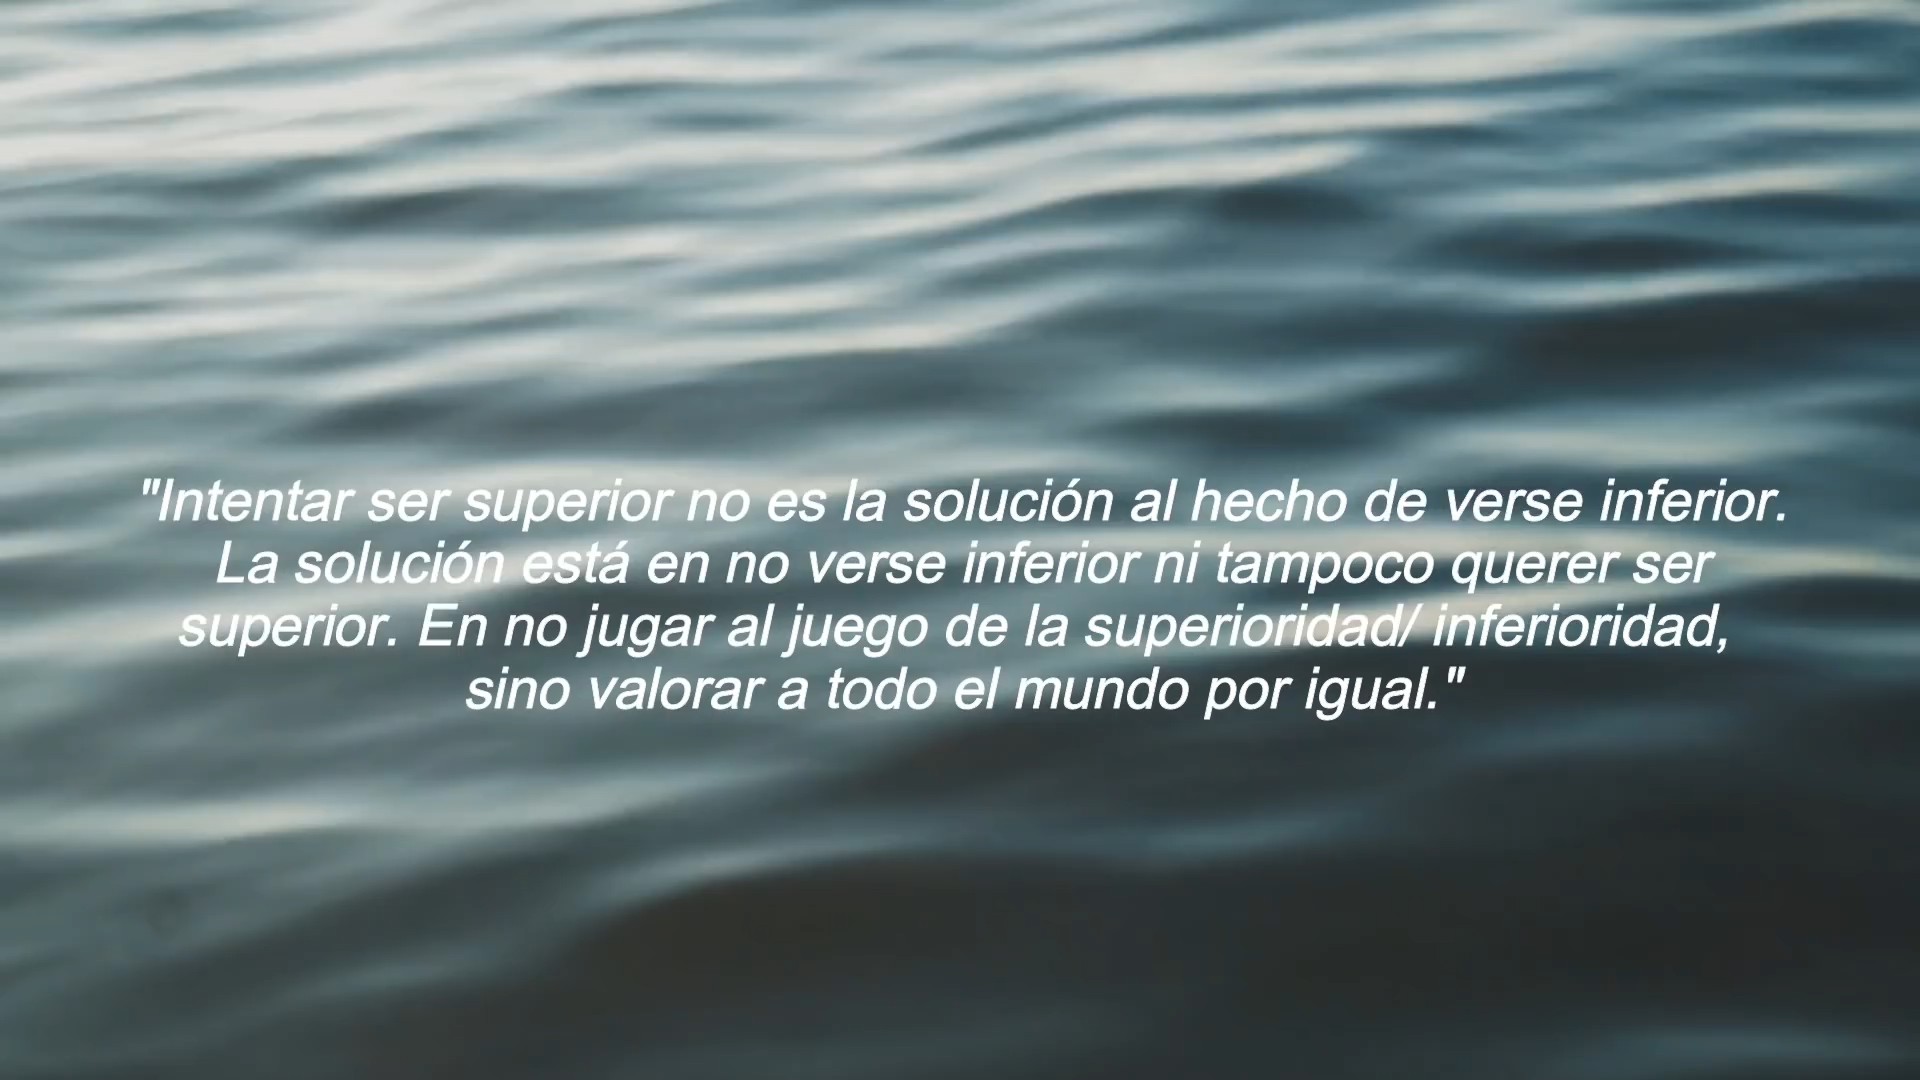 "Intentar ser superior no es la solución al hecho de verse inferior.
La solución está en no verse inferior ni tampoco querer ser
superior. En no jugar al juego de la superioridad/ inferioridad,
sino valorar a todo el mundo por igual."